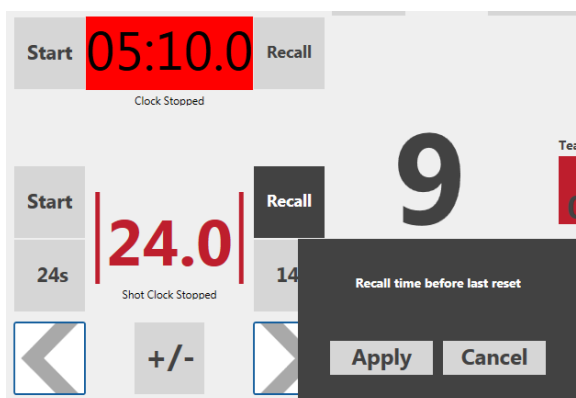 Start 05:10.0 Recall
Clock Stopped
9
Start
Recall
24.0
24s
14
Shot Clock Stopped
+/-
Recall time before last reset
Apply Cancel